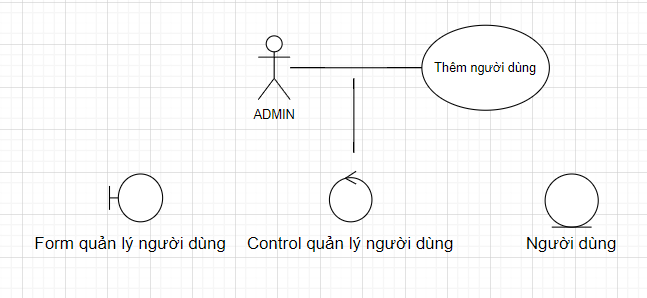 Thêm người dùng
ADMIN
Form quản lý người dùng
Control quản lý người dùng
Người dùng